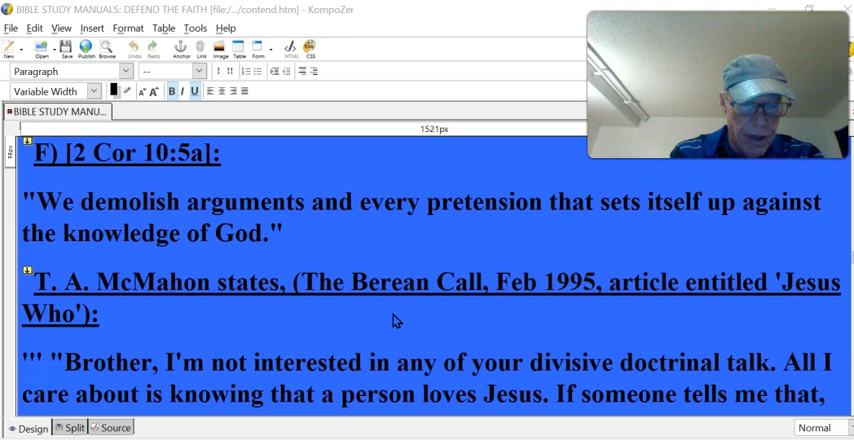 BIBLE STUDY MANUALS: DEFEND THE FAITH [file:/.../contend.htm] - KompoZer
File Edit View Insert Format Table Tools Help
New Open Save Publish Browse Undo Redo Anchor Link Image Table Form HTML CSS
Paragraph --
Variable Width B I U
BIBLE STUDY MANU...
1521px
F) [2 Cor 10:5a]:
"We demolish arguments and every pretension that sets itself up against
the knowledge of God."
T. A. McMahon states, (The Berean Call, Feb 1995, article entitled 'Jesus
Who'):
''' "Brother, I'm not interested in any of your divisive doctrinal talk. All I
care about is knowing that a person loves Jesus. If someone tells me that,
Design Split Source Normal